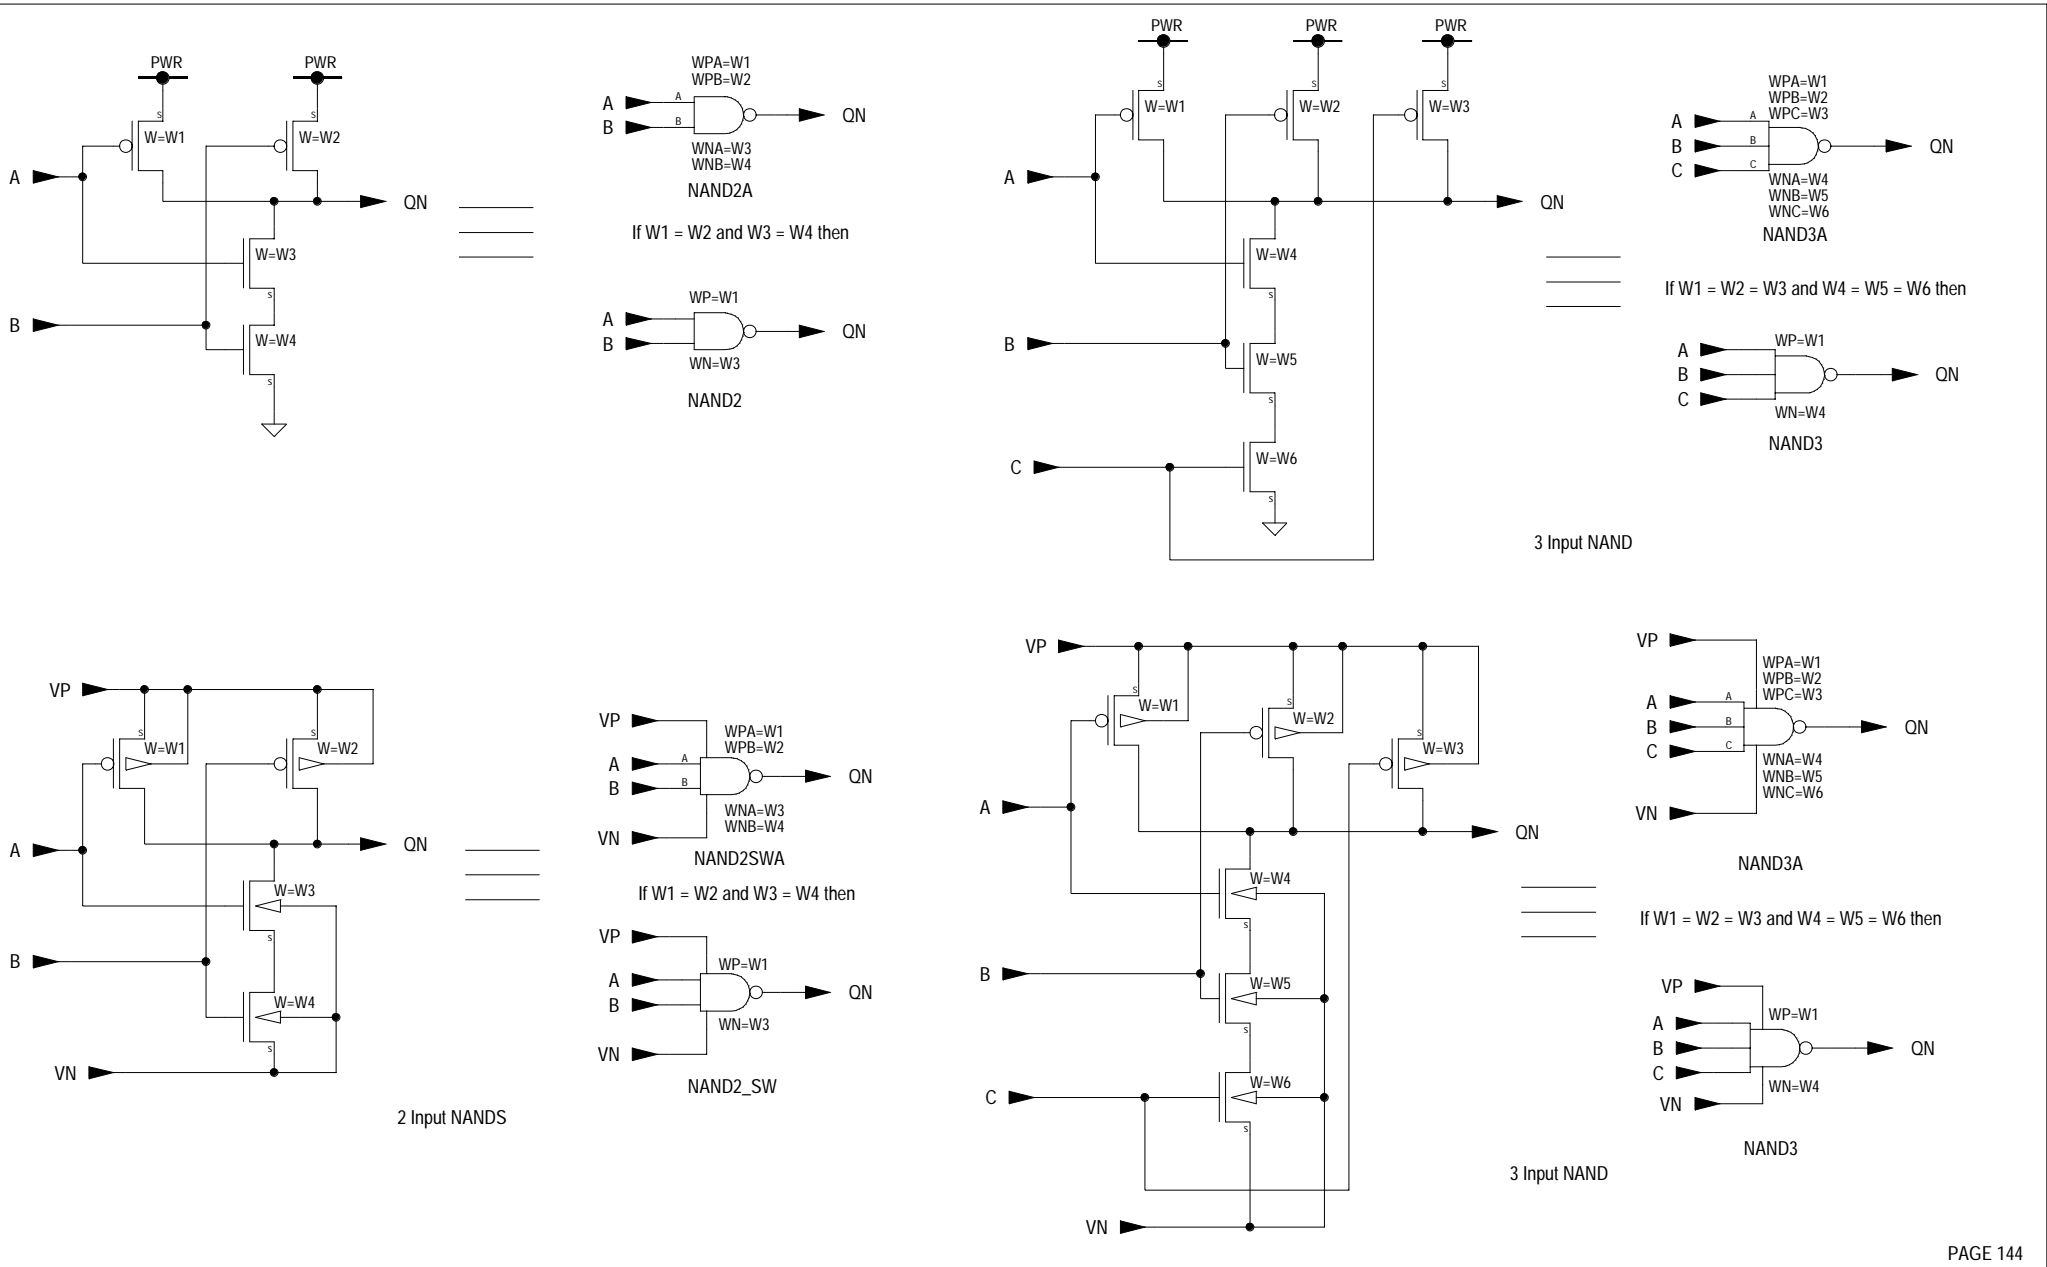 PWR
PWR
S
S
W=W1
W=W2
A
QN
W=W3
S
B
W=W4
S
WPA=W1
WPB=W2
A
A
B
B
QN
WNA=W3
WNB=W4
NAND2A
If W1 = W2 and W3 = W4 then
WP=W1
A
B
QN
WN=W3
NAND2
PWR
PWR
PWR
S
S
S
W=W1
W=W2
W=W3
A
QN
W=W4
S
B
W=W5
S
C
W=W6
S
3 Input NAND
WPA=W1
WPB=W2
WPC=W3
A
A
B
B
C
C
QN
WNA=W4
WNB=W5
WNC=W6
NAND3A
If W1 = W2 = W3 and W4 = W5 = W6 then
WP=W1
A
B
C
QN
WN=W4
NAND3
VP
S
S
W=W1
W=W2
A
QN
W=W3
S
B
W=W4
S
VN
2 Input NANDS
VP
WPA=W1
WPB=W2
A
A
B
B
QN
WNA=W3
WNB=W4
VN
NAND2SWA
If W1 = W2 and W3 = W4 then
VP
WP=W1
A
B
QN
WN=W3
VN
NAND2_SW
VP
S
S
S
W=W1
W=W2
W=W3
A
QN
W=W4
S
B
W=W5
S
C
W=W6
S
VN
3 Input NAND
VP
WPA=W1
WPB=W2
WPC=W3
A
A
B
B
C
C
QN
WNA=W4
WNB=W5
WNC=W6
VN
NAND3A
If W1 = W2 = W3 and W4 = W5 = W6 then
VP
WP=W1
A
B
C
QN
WN=W4
VN
NAND3
PAGE 144